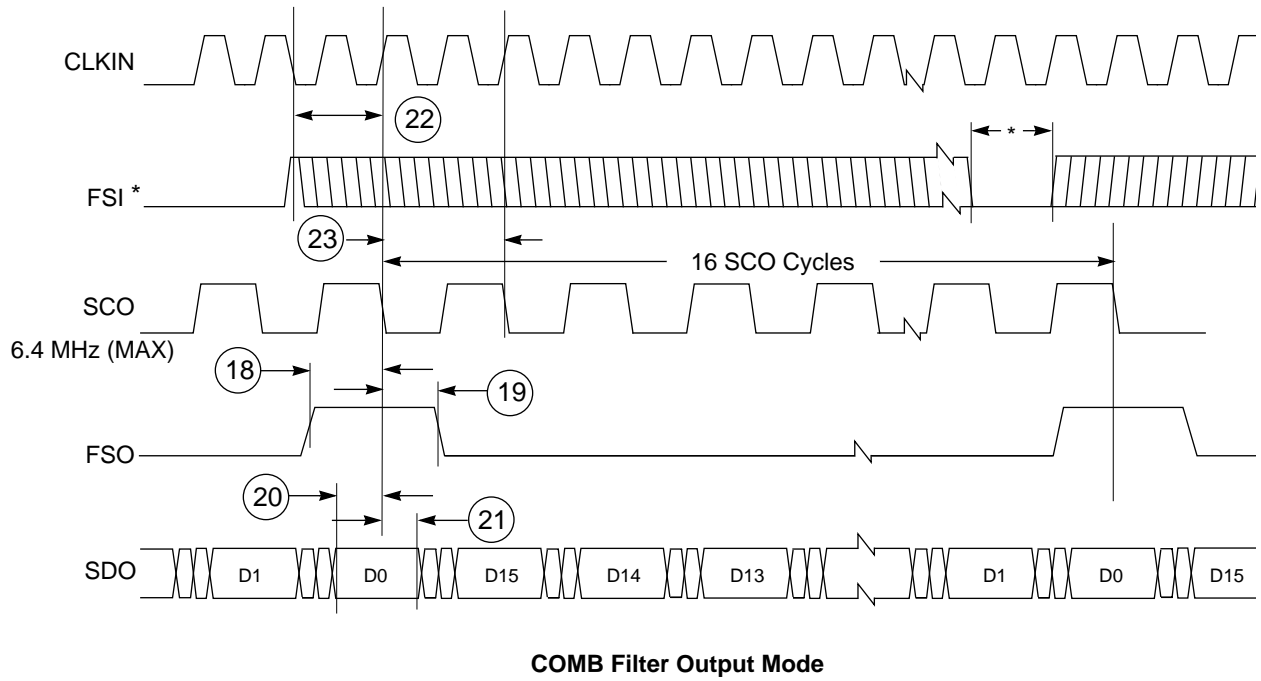 CLKIN
22
*
FSI *
23
16 SCO Cycles
SCO
6.4 MHz (MAX)
18
19
FSO
20
21
SDO
D1 D0 D15 D14 D13 D1 D0 D15
COMB Filter Output Mode